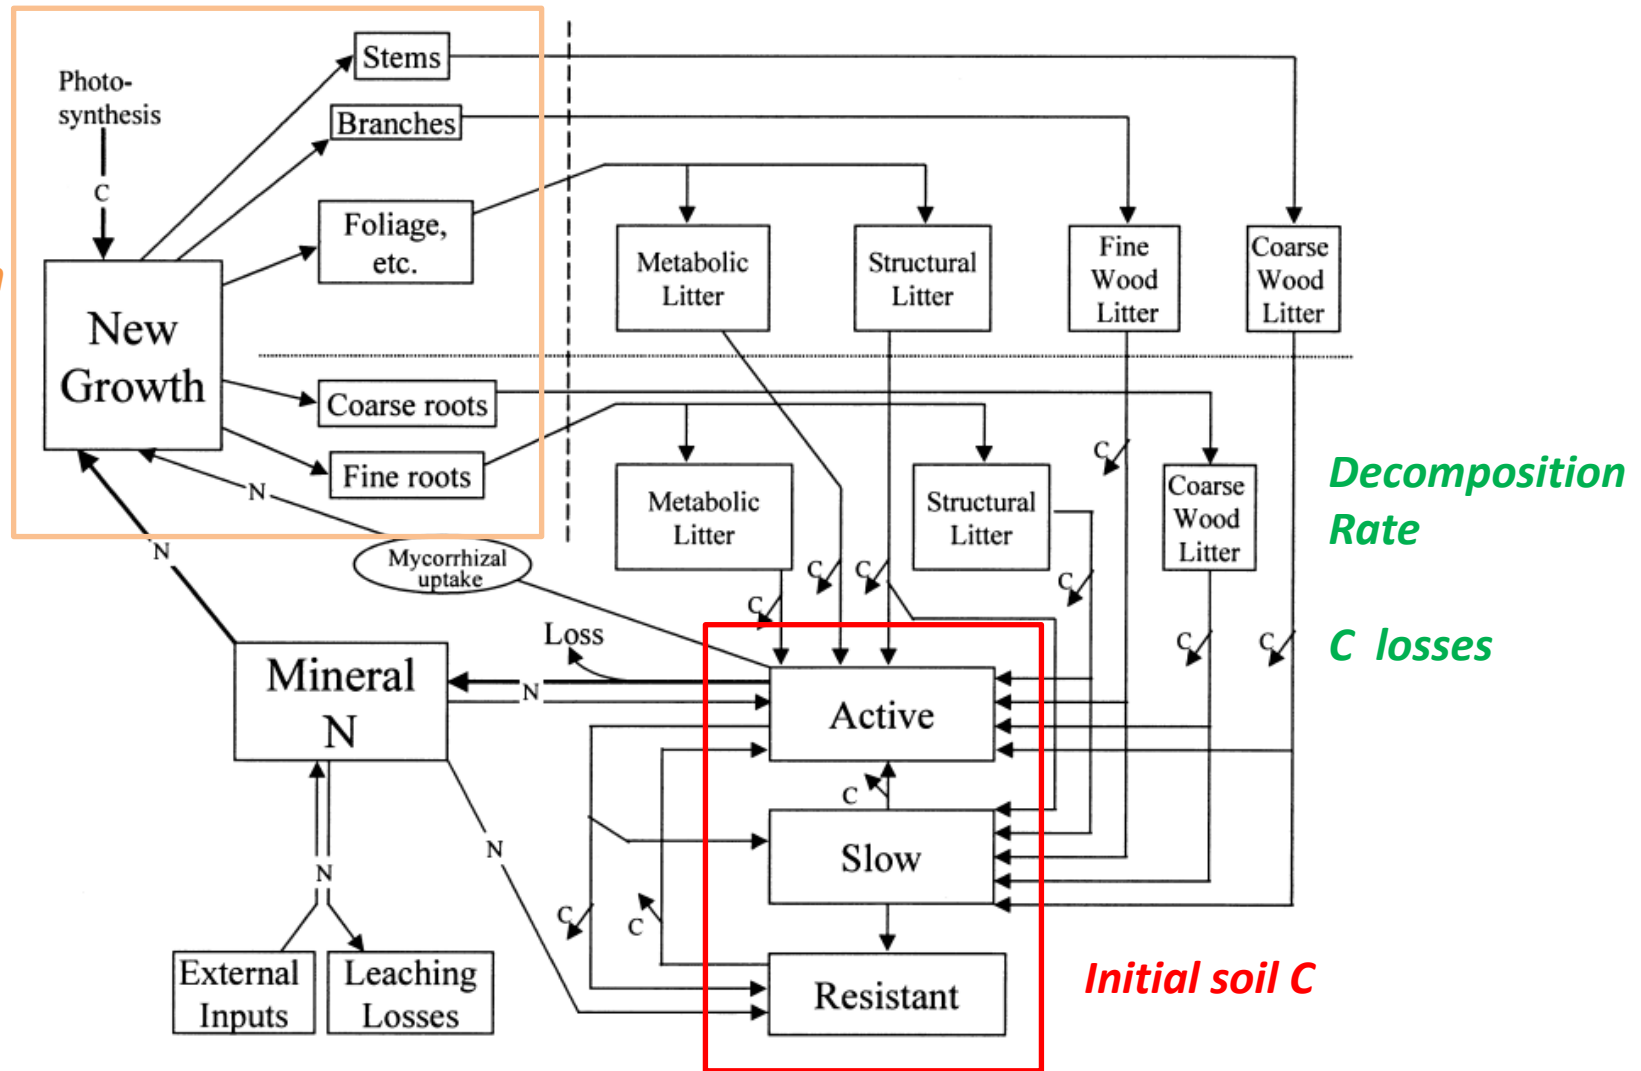 Photo-
synthesis
C
Stems
Branches
Foliage,
etc.
New
Growth
Coarse roots
Fine roots
N
N
Mycorrhizal
uptake
Metabolic
Litter
Structural
Litter
Fine
Wood
Litter
Coarse
Wood
Litter
Metabolic
Litter
Structural
Litter
Coarse
Wood
Litter
C
C
C
C
C
C
C
Decomposition
Rate
C losses
Loss
Mineral
N
N
Active
C
Slow
N
N
C
C
External
Inputs
Leaching
Losses
Resistant
Initial soil C